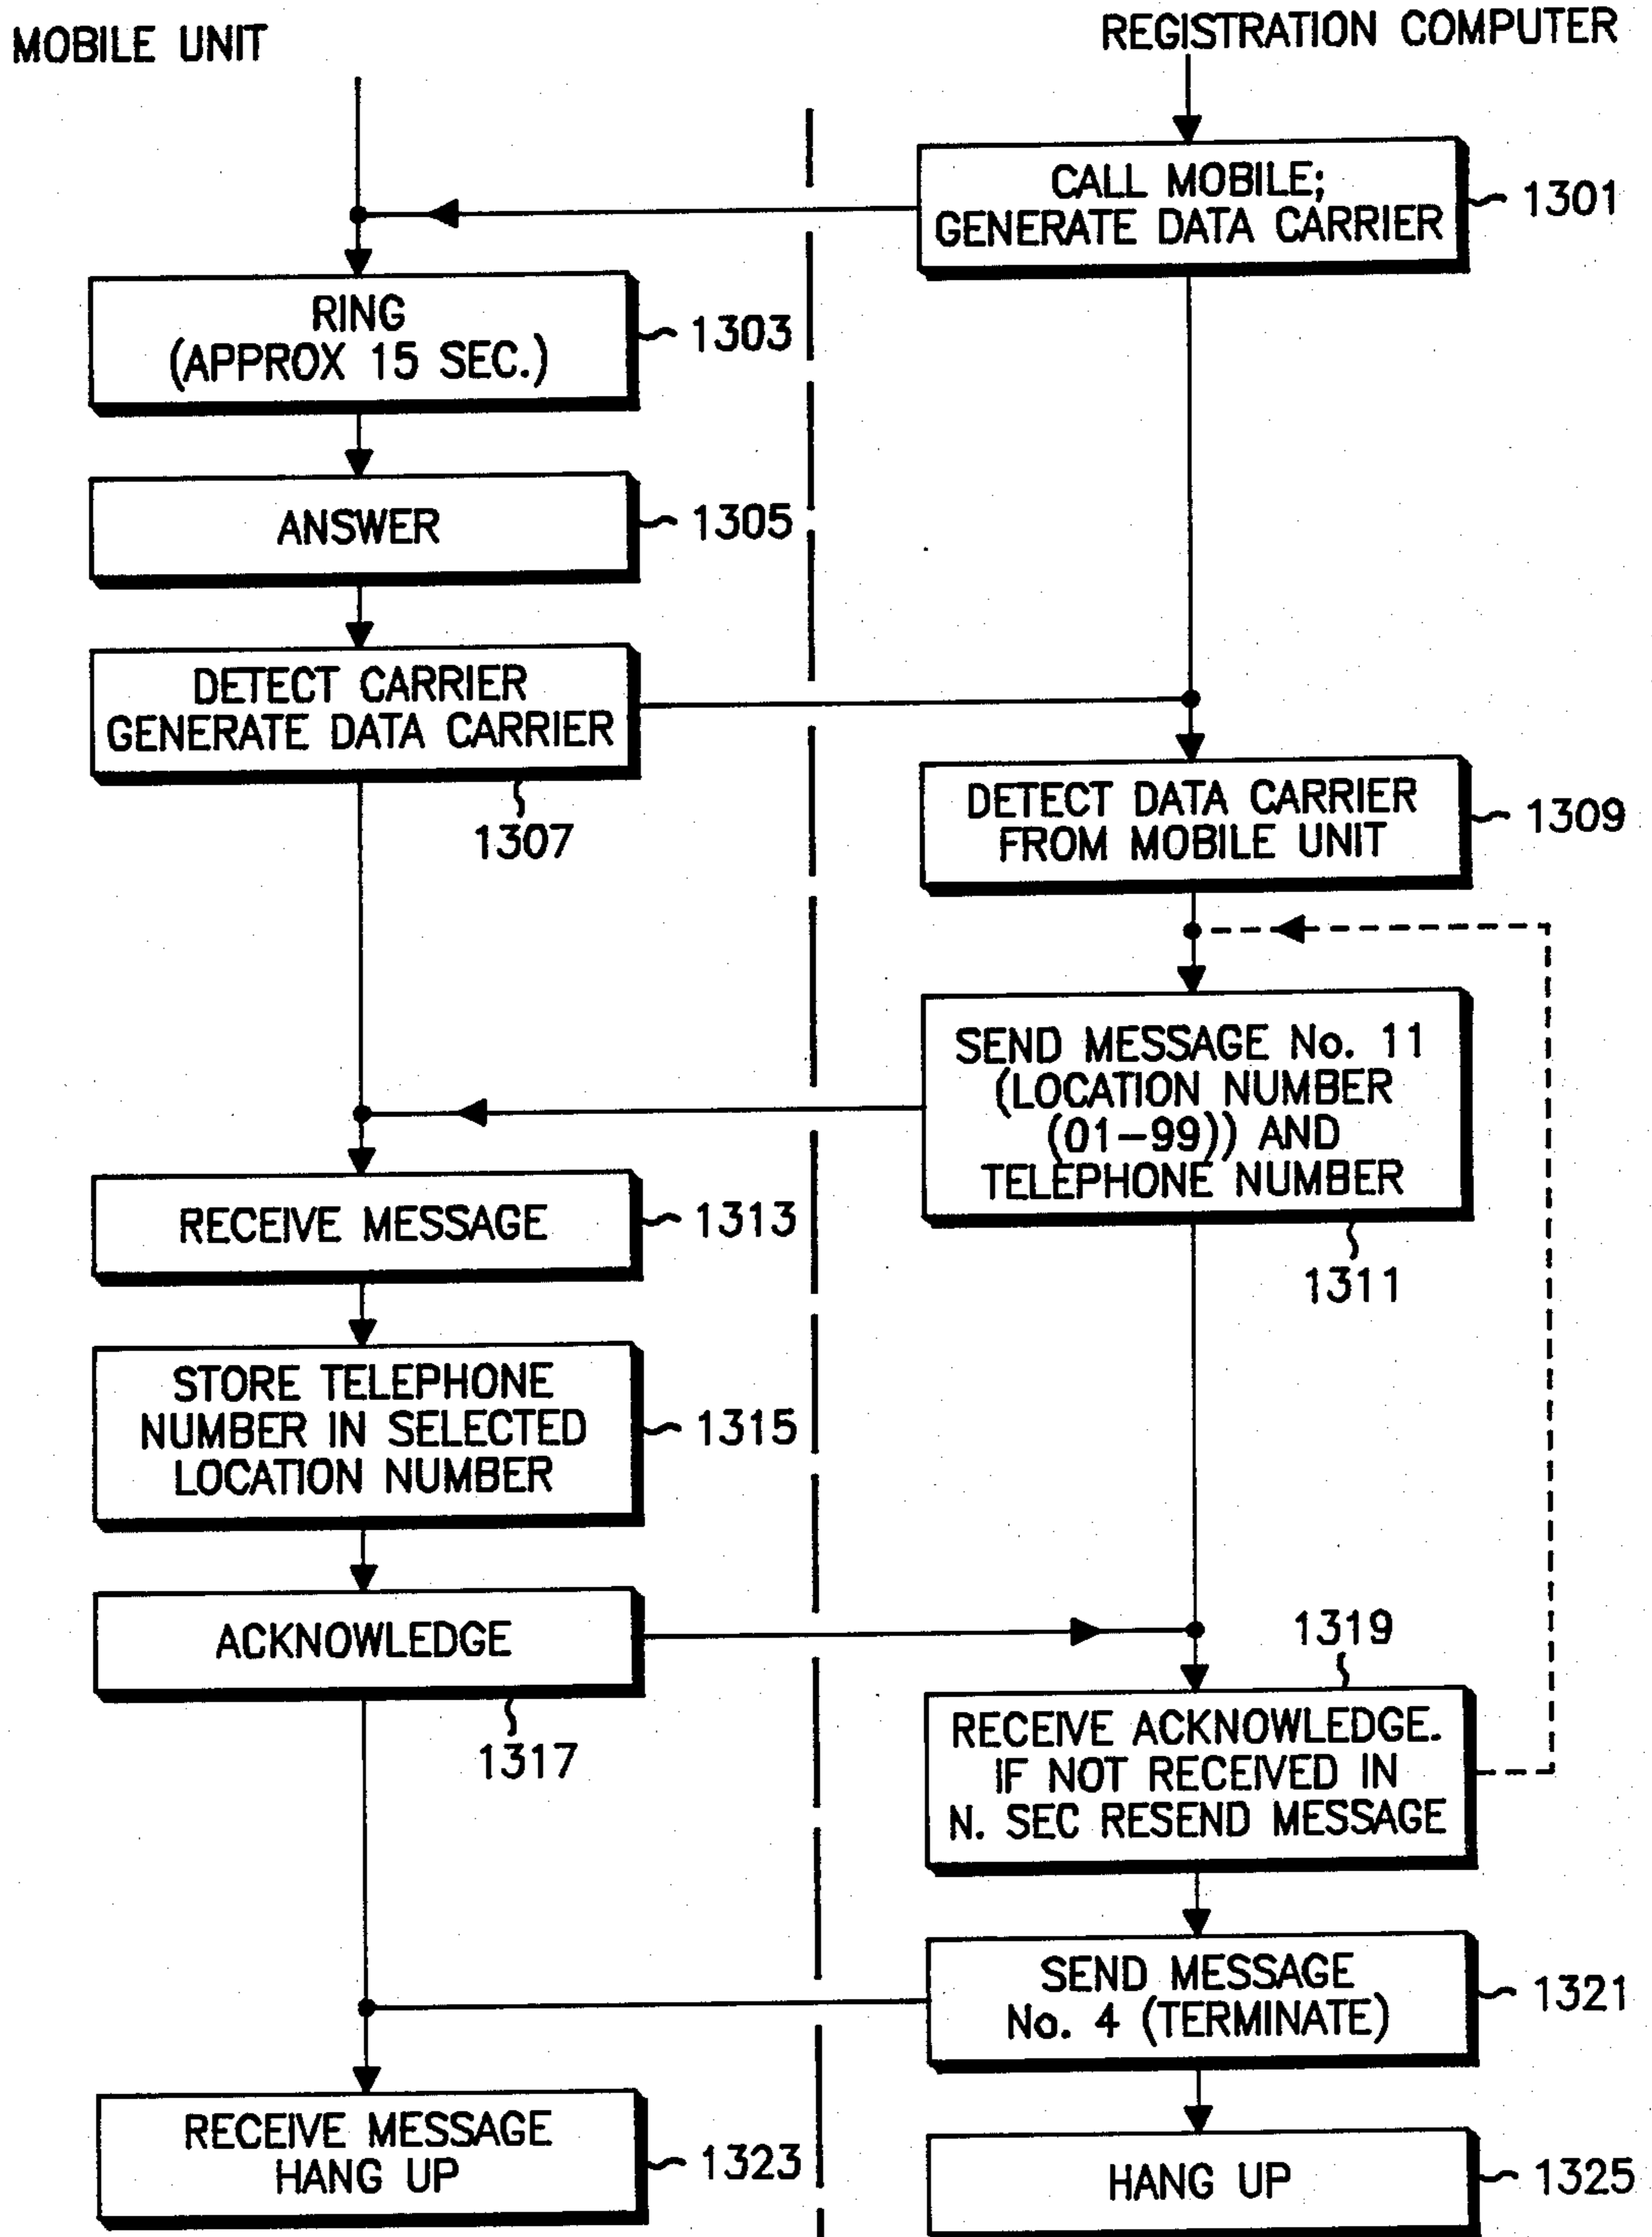 MOBILE UNIT
REGISTRATION COMPUTER
CALL MOBILE;
GENERATE DATA CARRIER
1301
RING
(APPROX 15 SEC.)
1303
ANSWER
1305
DETECT CARRIER
GENERATE DATA CARRIER
1307
DETECT DATA CARRIER
FROM MOBILE UNIT
1309
SEND MESSAGE No. 11
(LOCATION NUMBER
(01-99)) AND
TELEPHONE NUMBER
1311
RECEIVE MESSAGE
1313
STORE TELEPHONE
NUMBER IN SELECTED
LOCATION NUMBER
1315
ACKNOWLEDGE
1317
1319
RECEIVE ACKNOWLEDGE.
IF NOT RECEIVED IN
N. SEC RESEND MESSAGE
SEND MESSAGE
No. 4 (TERMINATE)
1321
RECEIVE MESSAGE
HANG UP
1323
HANG UP
1325